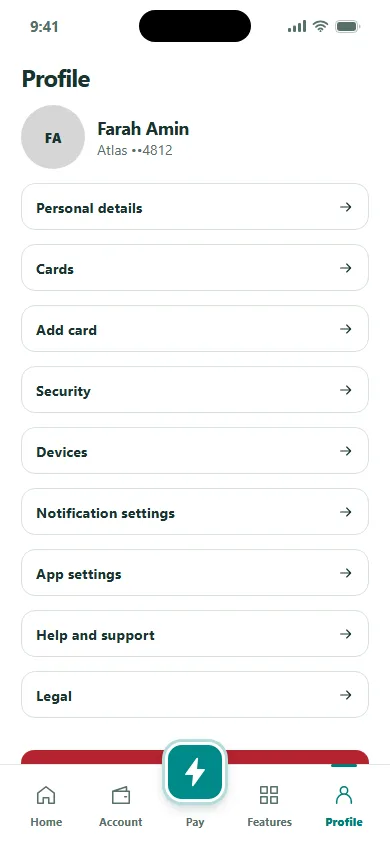 9:41
Profile
FA
Farah Amin
Atlas ••4812
Personal details
Cards
Add card
Security
Devices
Notification settings
App settings
Help and support
Legal
Home
Account
Pay
Features
Profile